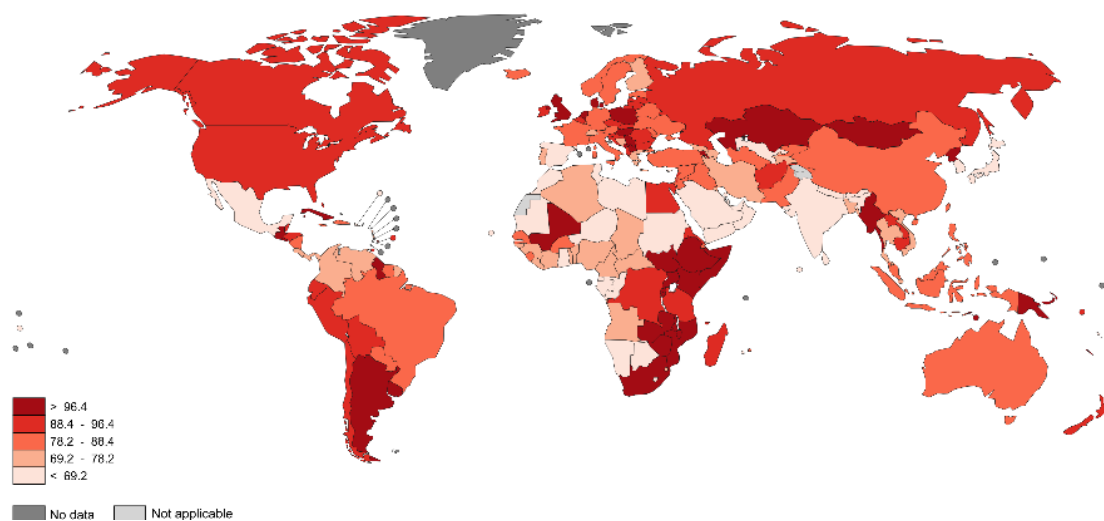 > 96.4
88.4 - 96.4
78.2 - 88.4
69.2 - 78.2
< 69.2
No data
Not applicable